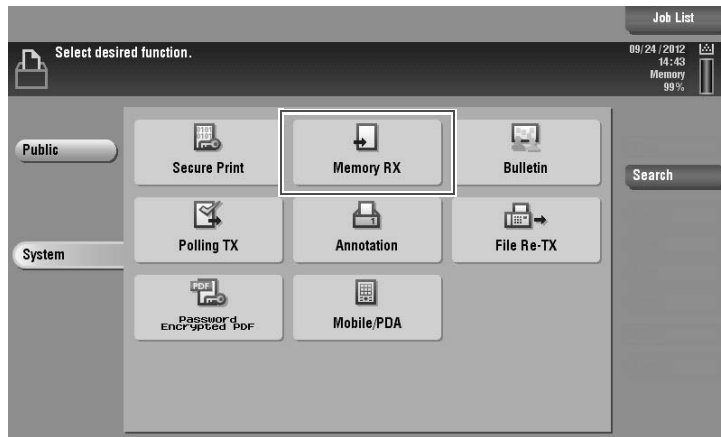 Job List
Select desired function.
09/24/2012
14:43
Memory
99%
Public
Secure Print
Memory RX
Bulletin
Search
System
Polling TX
Annotation
File Re-TX
PDF
Password
Encrypted PDF
Mobile/PDA